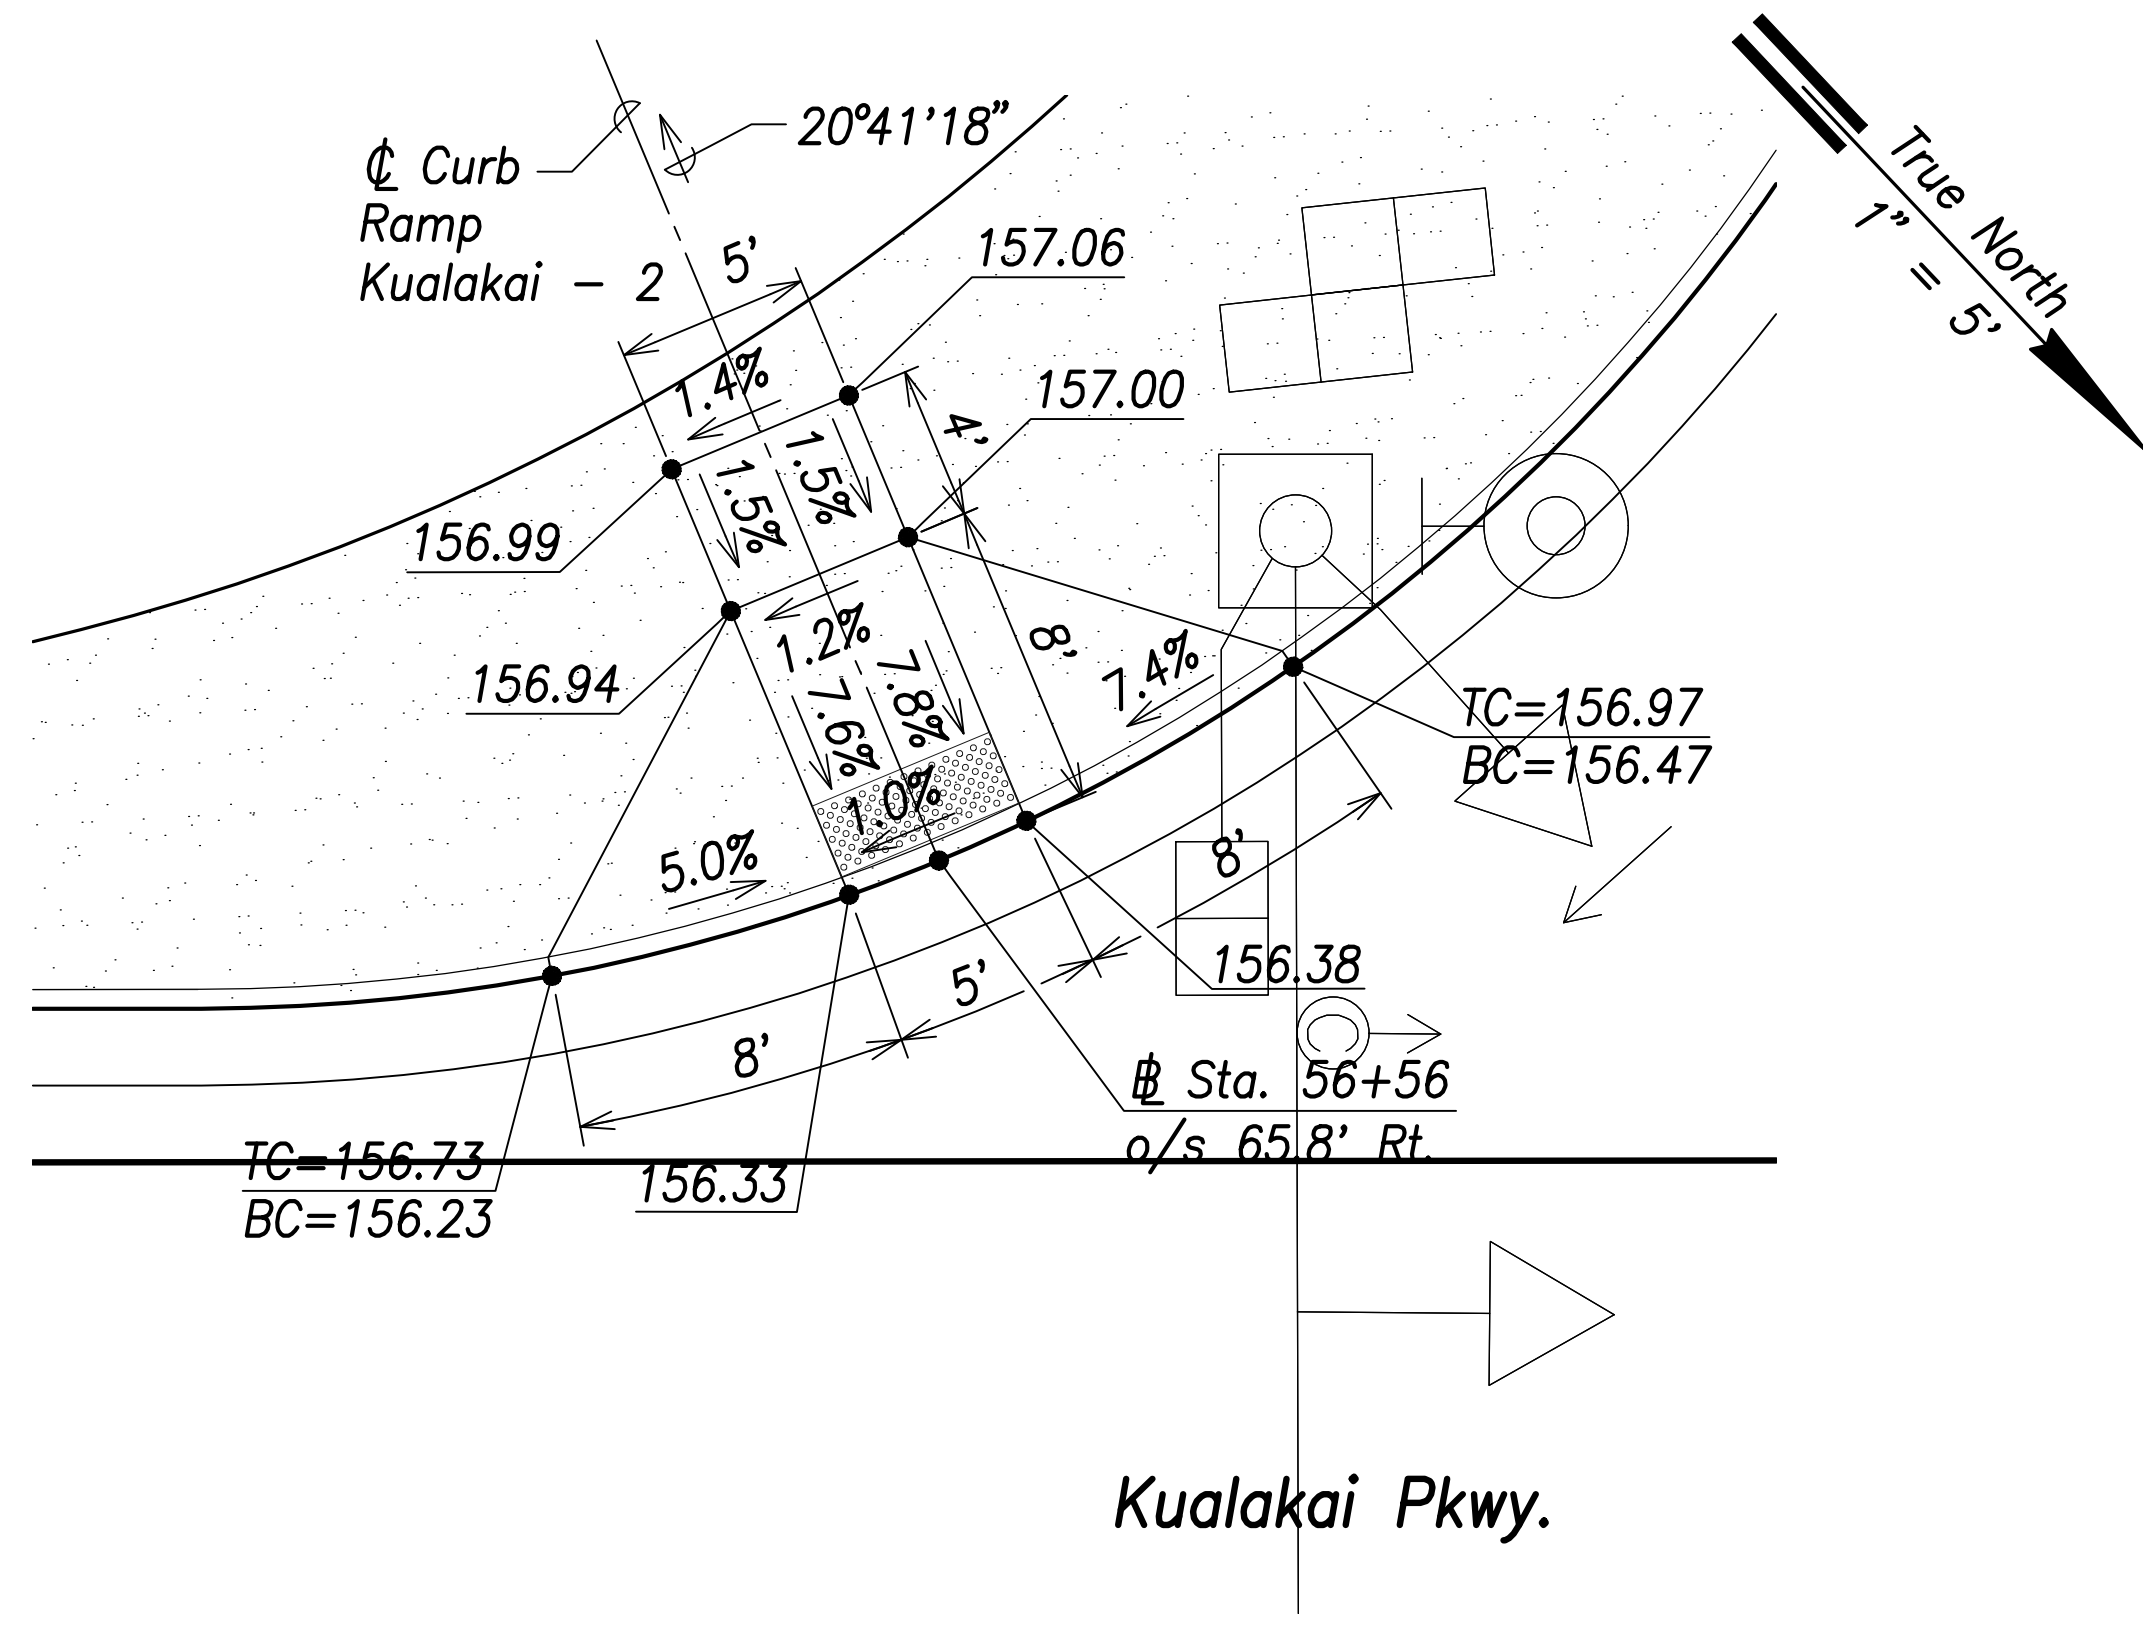 20°41'18"
℄ Curb
Ramp
Kualakai - 2
5'
157.06
1.4%
157.00
4'
1.5%
1.5%
156.99
1.2%
8'
156.94
7.8%
7.6%
7.4%
TC=156.97
BC=156.47
1.0%
5.0%
8'
156.38
5'
8'
BL Sta. 56+56
o/s 65.8' Rt.
TC=156.73
BC=156.23
156.33
True North
1" = 5'
Kualakai Pkwy.